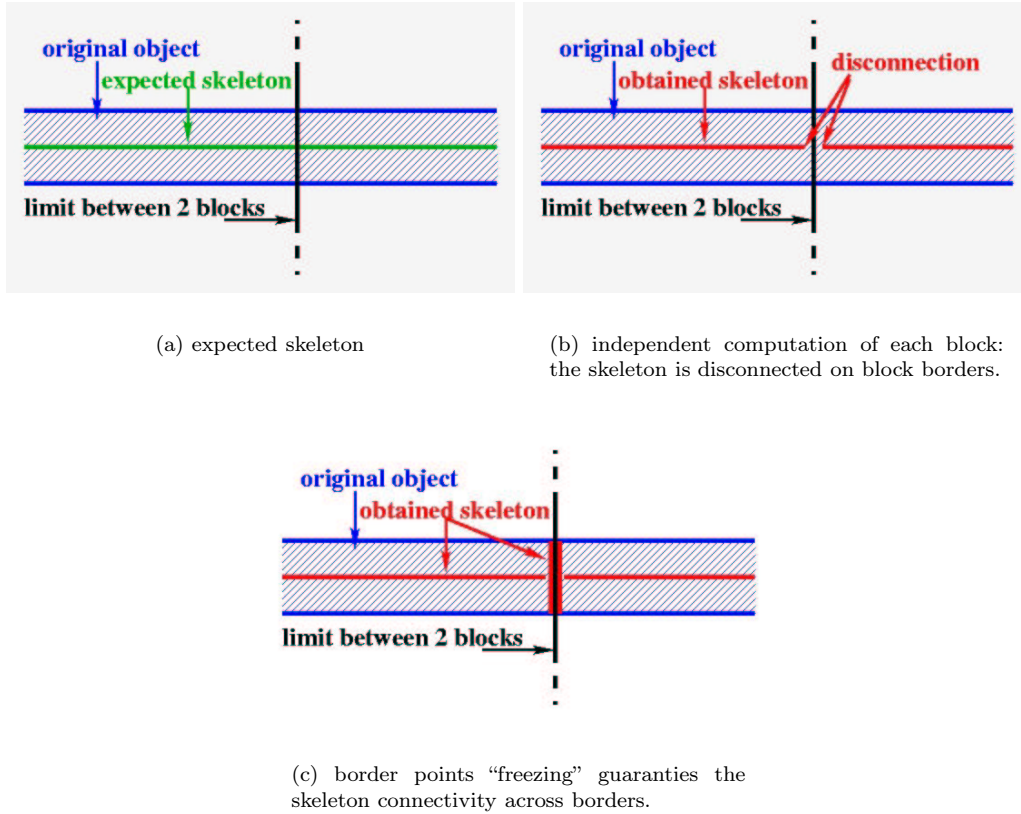 original object
expected skeleton
limit between 2 blocks
original object
disconnection
obtained skeleton
limit between 2 blocks
(a) expected skeleton
(b) independent computation of each block:
the skeleton is disconnected on block borders.
original object
obtained skeleton
limit between 2 blocks
(c) border points “freezing” guaranties the
skeleton connectivity across borders.